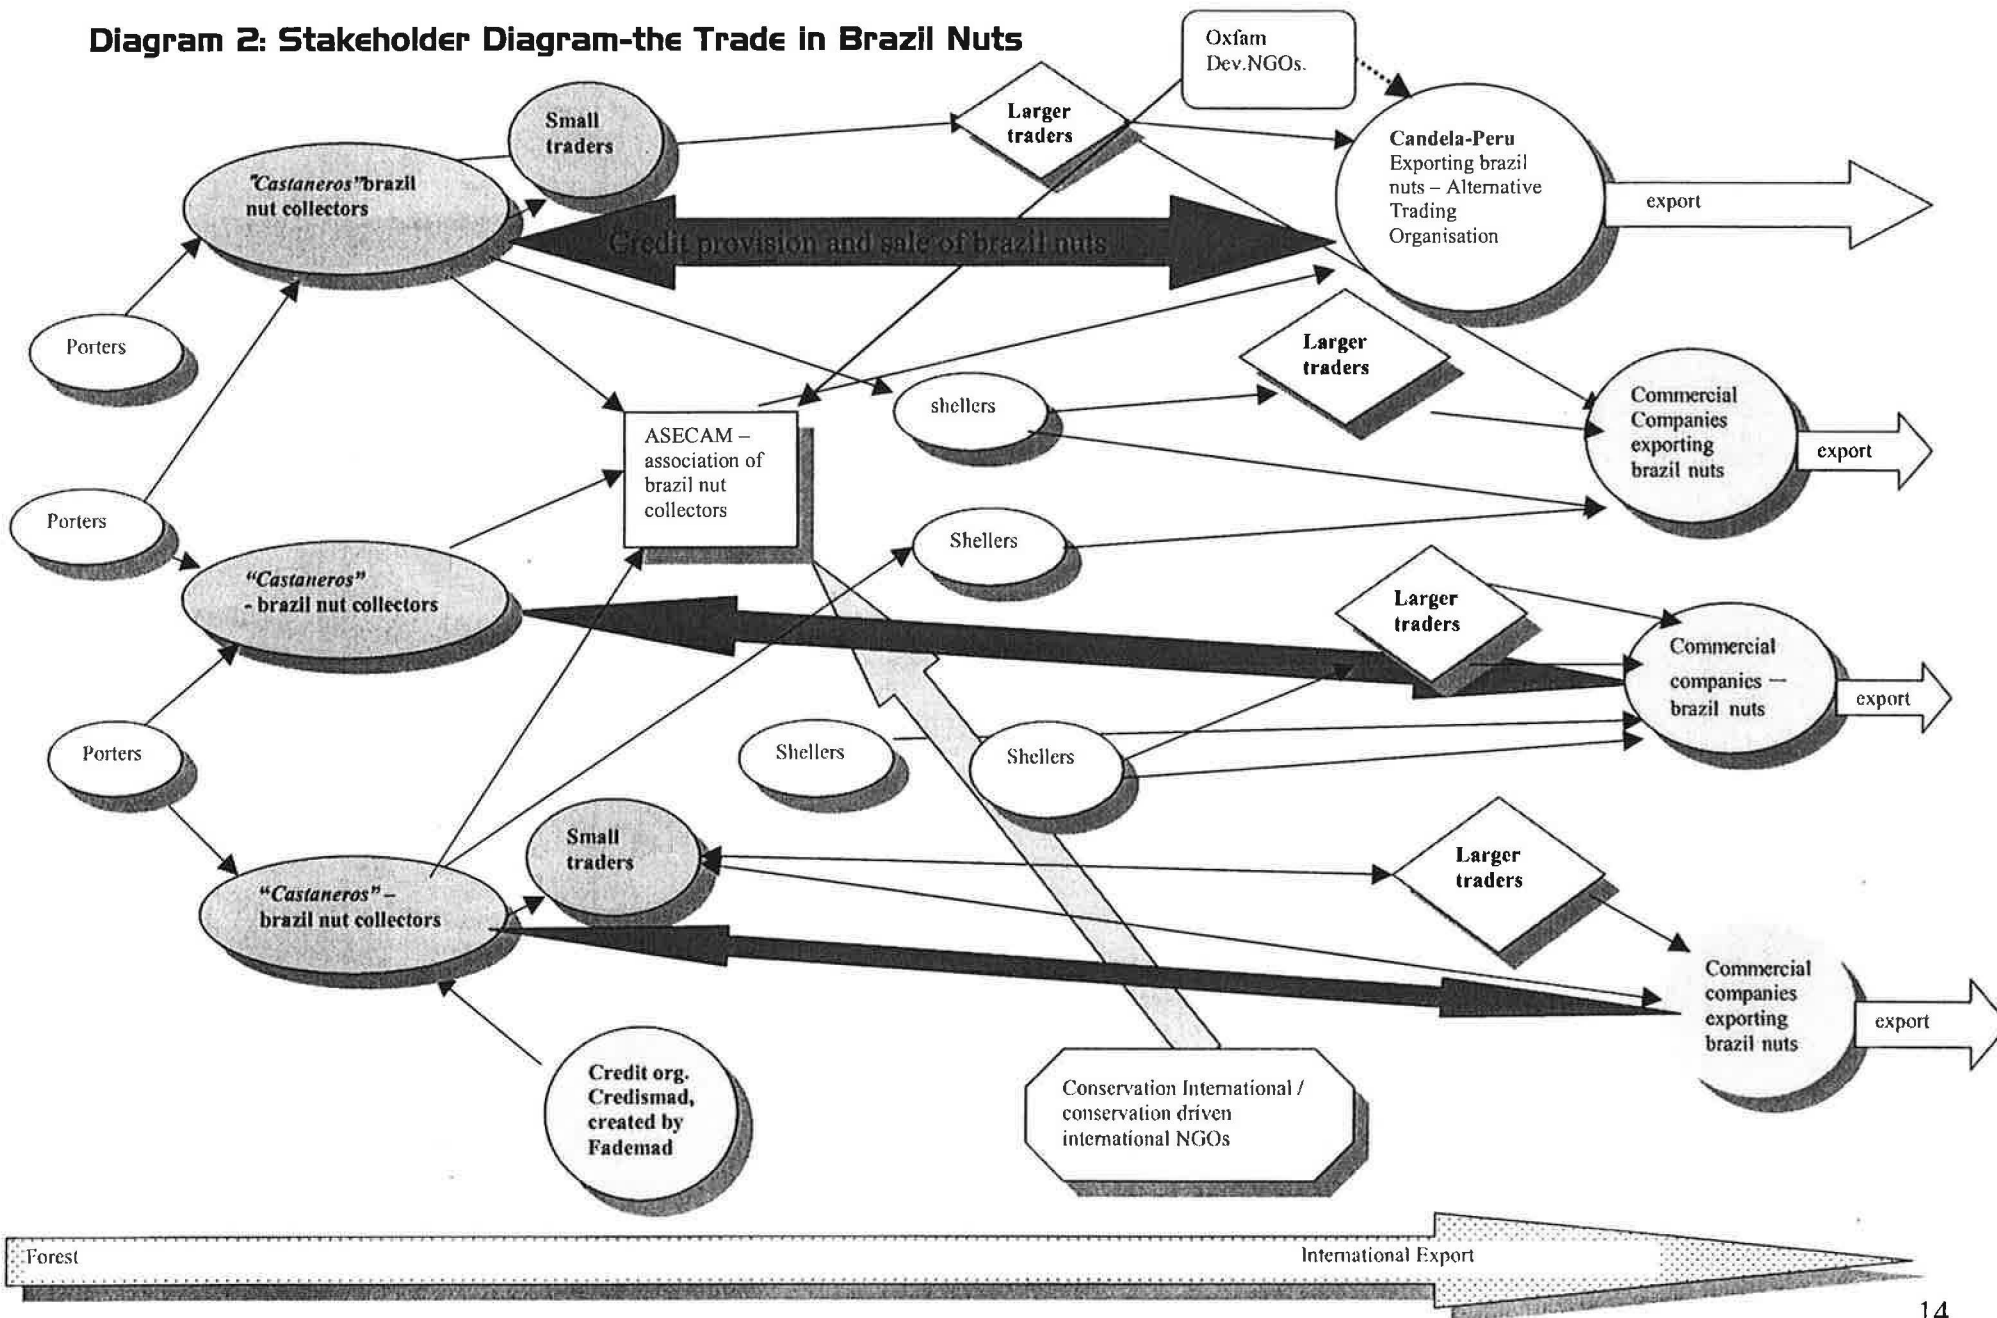 Diagram 2: Stakeholder Diagram-the Trade in Brazil Nuts
Oxfam
Dev.NGOs.
Small
traders
Larger
traders
Candela-Peru
Exporting brazil
nuts – Alternative
Trading
Organisation
export
"Castaneros"brazil
nut collectors
Credit provision and sale of brazil nuts
Porters
Larger
traders
shellers
Commercial
Companies
exporting
brazil nuts
export
ASECAM –
association of
brazil nut
collectors
Porters
Shellers
"Castaneros"
- brazil nut collectors
Larger
traders
Commercial
companies —
brazil nuts
export
Porters
Shellers
Shellers
Small
traders
Larger
traders
"Castaneros" –
brazil nut collectors
Commercial
companies
exporting
brazil nuts
export
Credit org.
Credismad,
created by
Fademad
Conservation International /
conservation driven
international NGOs
Forest
International Export
14